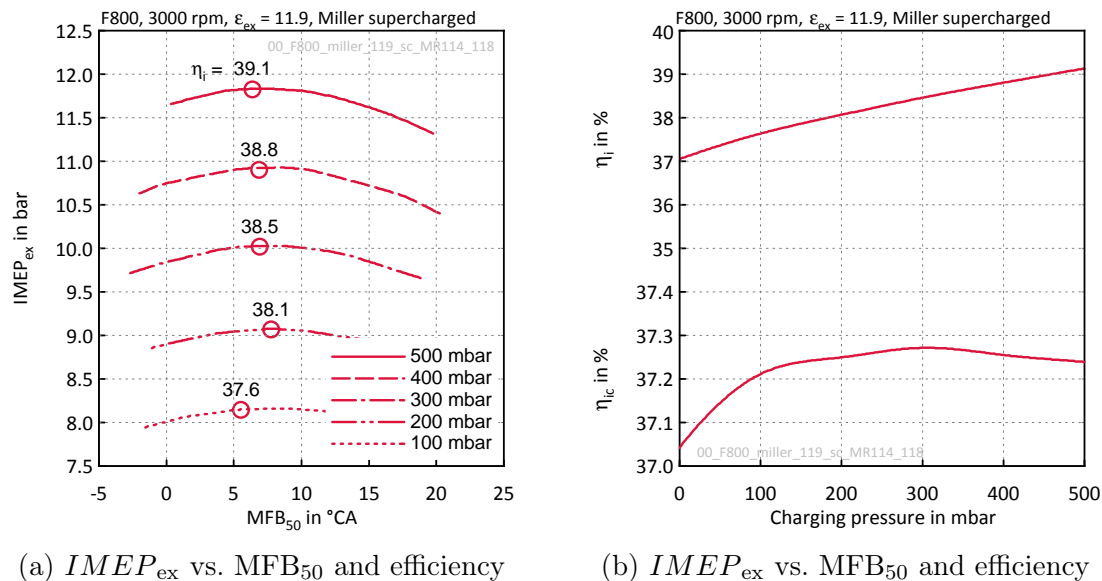 F800, 3000 rpm, εex = 11.9, Miller supercharged
00_F800_miller_119_sc_MR114_118
IMEPex in bar
12.5
12.0
11.5
11.0
10.5
10.0
9.5
9.0
8.5
8.0
7.5
ηi = 39.1
38.8
38.5
38.1
37.6
500 mbar
400 mbar
300 mbar
200 mbar
100 mbar
-5 0 5 10 15 20 25
MFB50 in °CA
(a) IMEPex vs. MFB50 and efficiency
F800, 3000 rpm, εex = 11.9, Miller supercharged
ηi in %
40
39
38
37
36
ηic in %
37.4
37.3
37.2
37.1
37.0
00_F800_miller_119_sc_MR114_118
0 100 200 300 400 500
Charging pressure in mbar
(b) IMEPex vs. MFB50 and efficiency